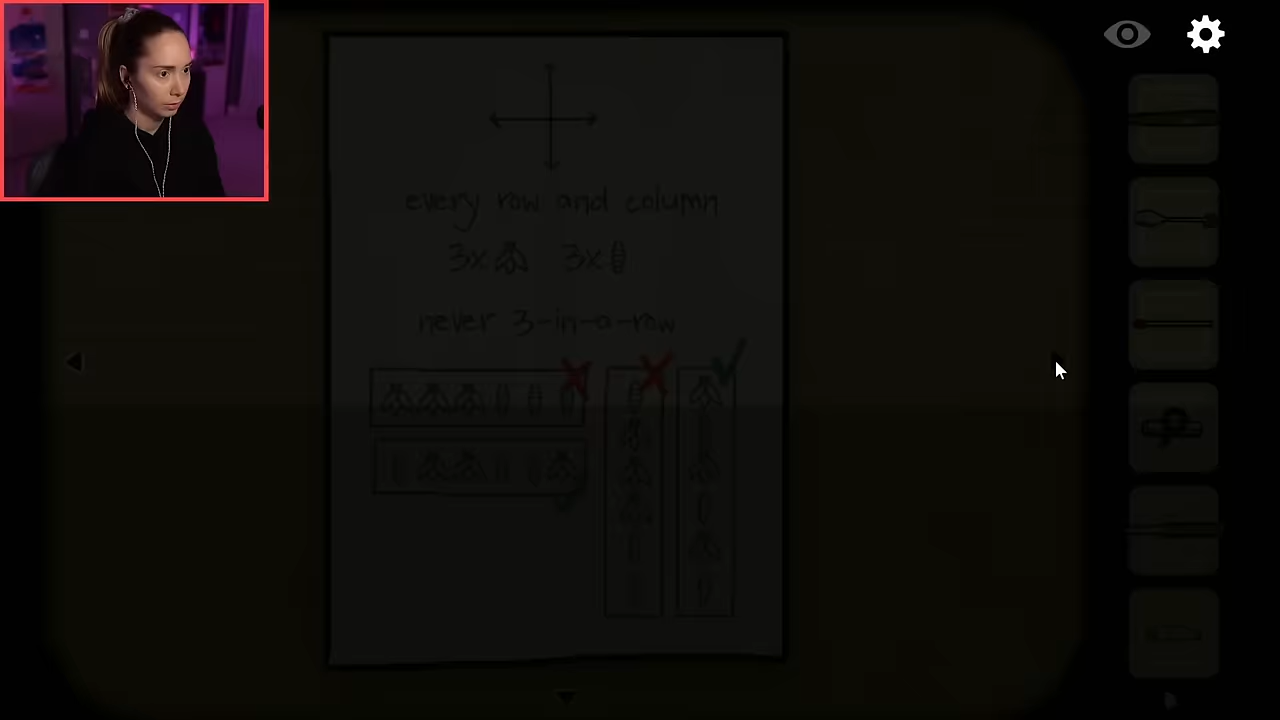 every row and column
3x 3x
never 3-in-a-row